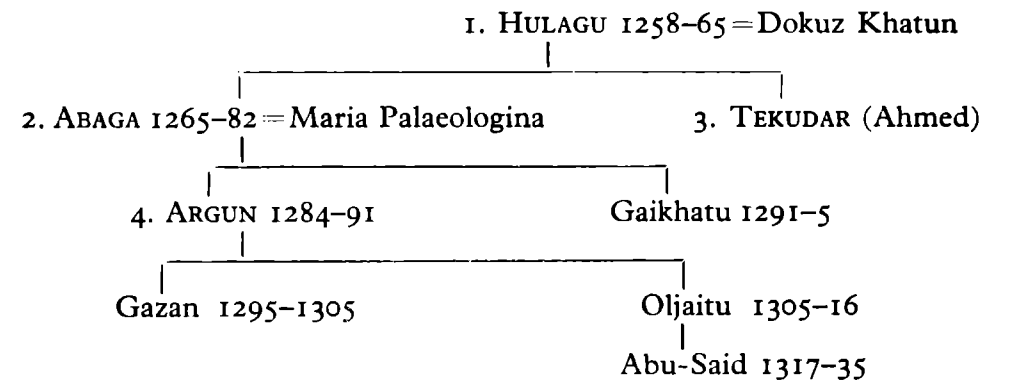 1. HULAGU 1258–65=Dokuz Khatun
2. ABAGA 1265–82=Maria Palaeologina 3. TEKUDAR (Ahmed)
4. ARGUN 1284–91 Gaikhatu 1291–5
Gazan 1295–1305 Oljaitu 1305–16
Abu-Said 1317–35